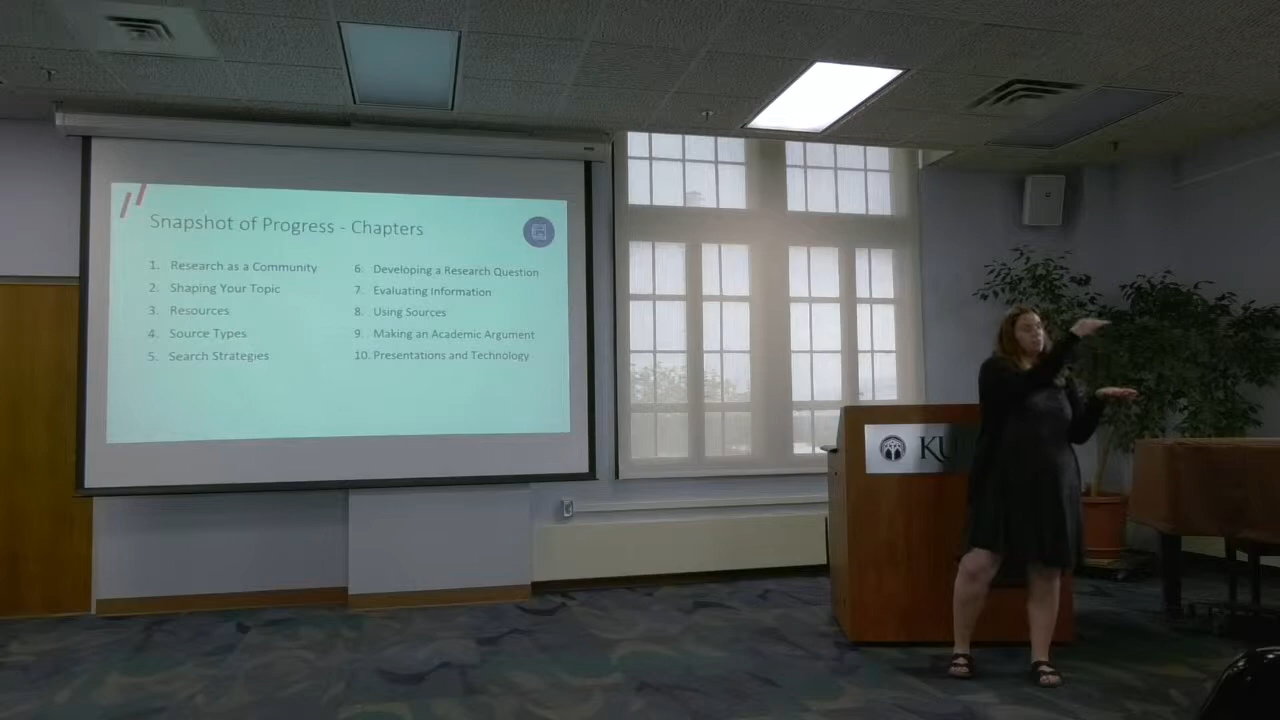 Snapshot of Progress - Chapters
1. Research as a Community
2. Shaping Your Topic
3. Resources
4. Source Types
5. Search Strategies
6. Developing a Research Question
7. Evaluating Information
8. Using Sources
9. Making an Academic Argument
10. Presentations and Technology
KU